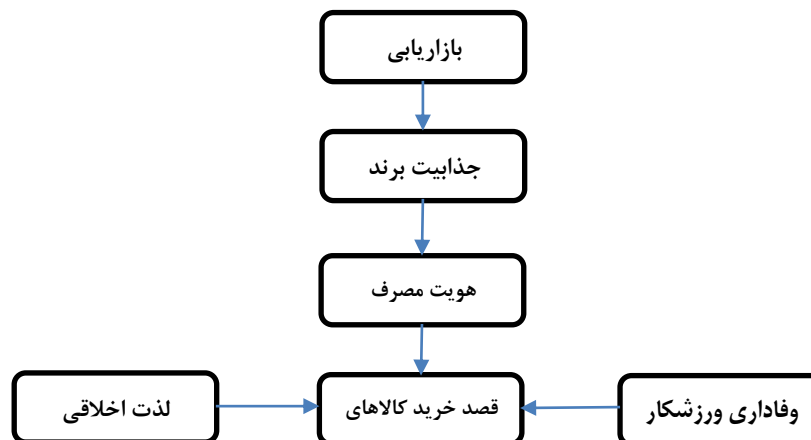 بازاریابی
جذابیت برند
هویت مصرف
وفاداری ورزشکار
قصد خرید کالاهای
لذت اخلاقی